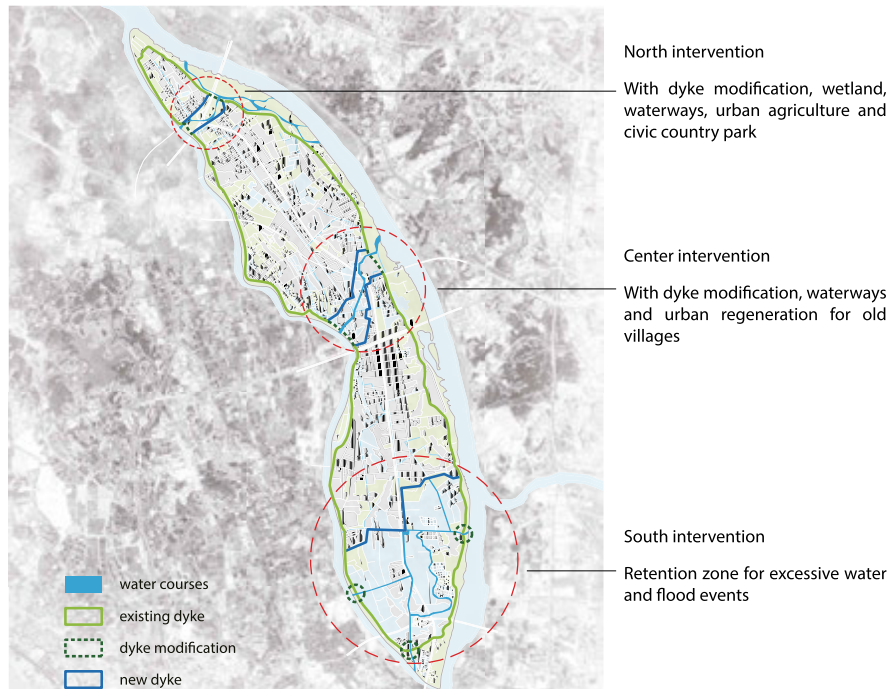 North intervention
With dyke modification, wetland,
waterways, urban agriculture and
civic country park
Center intervention
With dyke modification, waterways
and urban regeneration for old
villages
South intervention
Retention zone for excessive water
and flood events
water courses
existing dyke
dyke modification
new dyke